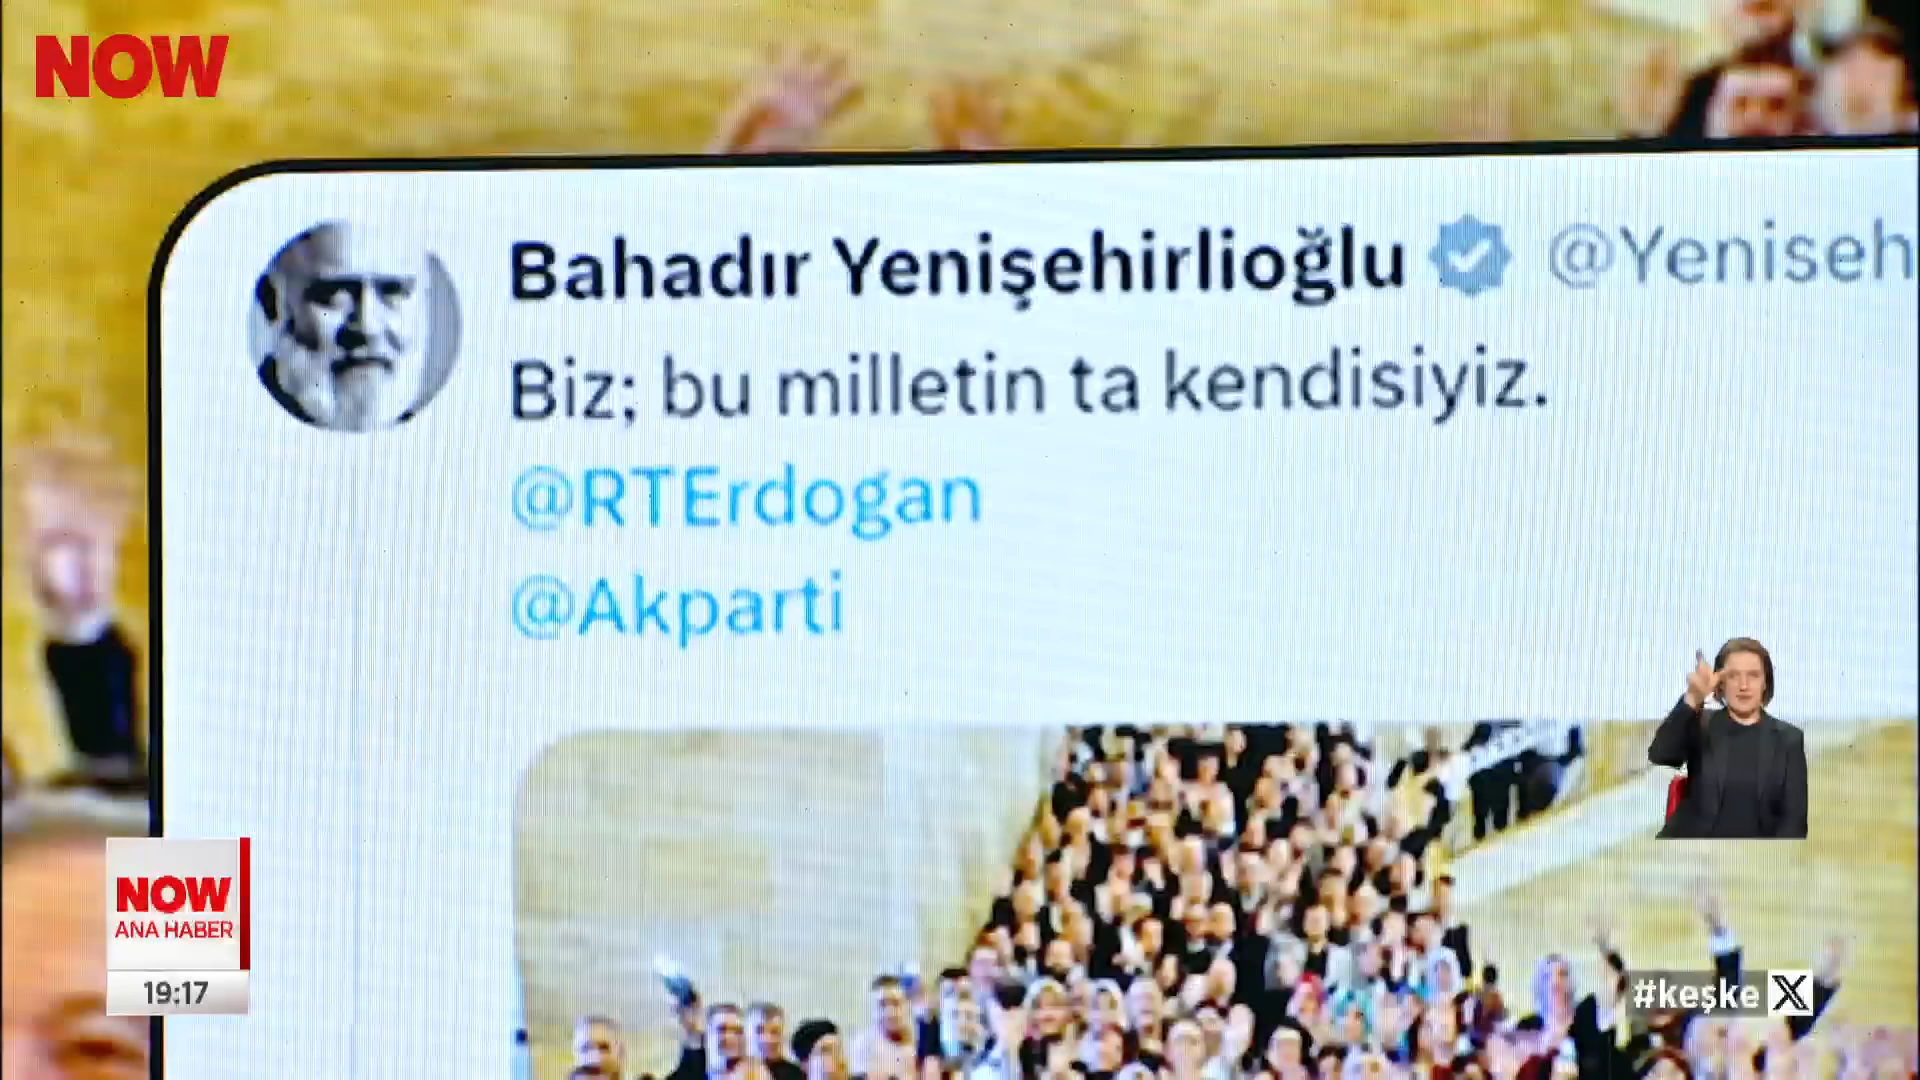 NOW
Bahadır Yenişehirlioğlu @Yeniseh
Biz; bu milletin ta kendisiyiz.
@RTErdogan
@Akparti
NOW
ANA HABER
19:17
#keşke X